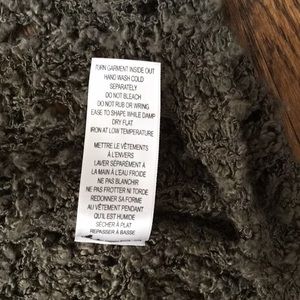 TURN GARMENT INSIDE OUT
HAND WASH COLD
SEPARATELY
DO NOT BLEACH
DO NOT RUB OR WRING
EASE TO SHAPE WHILE DAMP
DRY FLAT
IRON AT LOW TEMPERATURE
METTRE LE VÊTEMENTS
À L'ENVERS
LAVER SÉPARÉMENT À
LA MAIN À L'EAU FROIDE
NE PAS BLANCHIR
NE PAS FROTTER NI TORDE
REDONNER SA FORME
AU VÊTEMENT PENDANT
QU'IL EST HUMIDE
SÉCHER À PLAT
REPASSER À BASSE